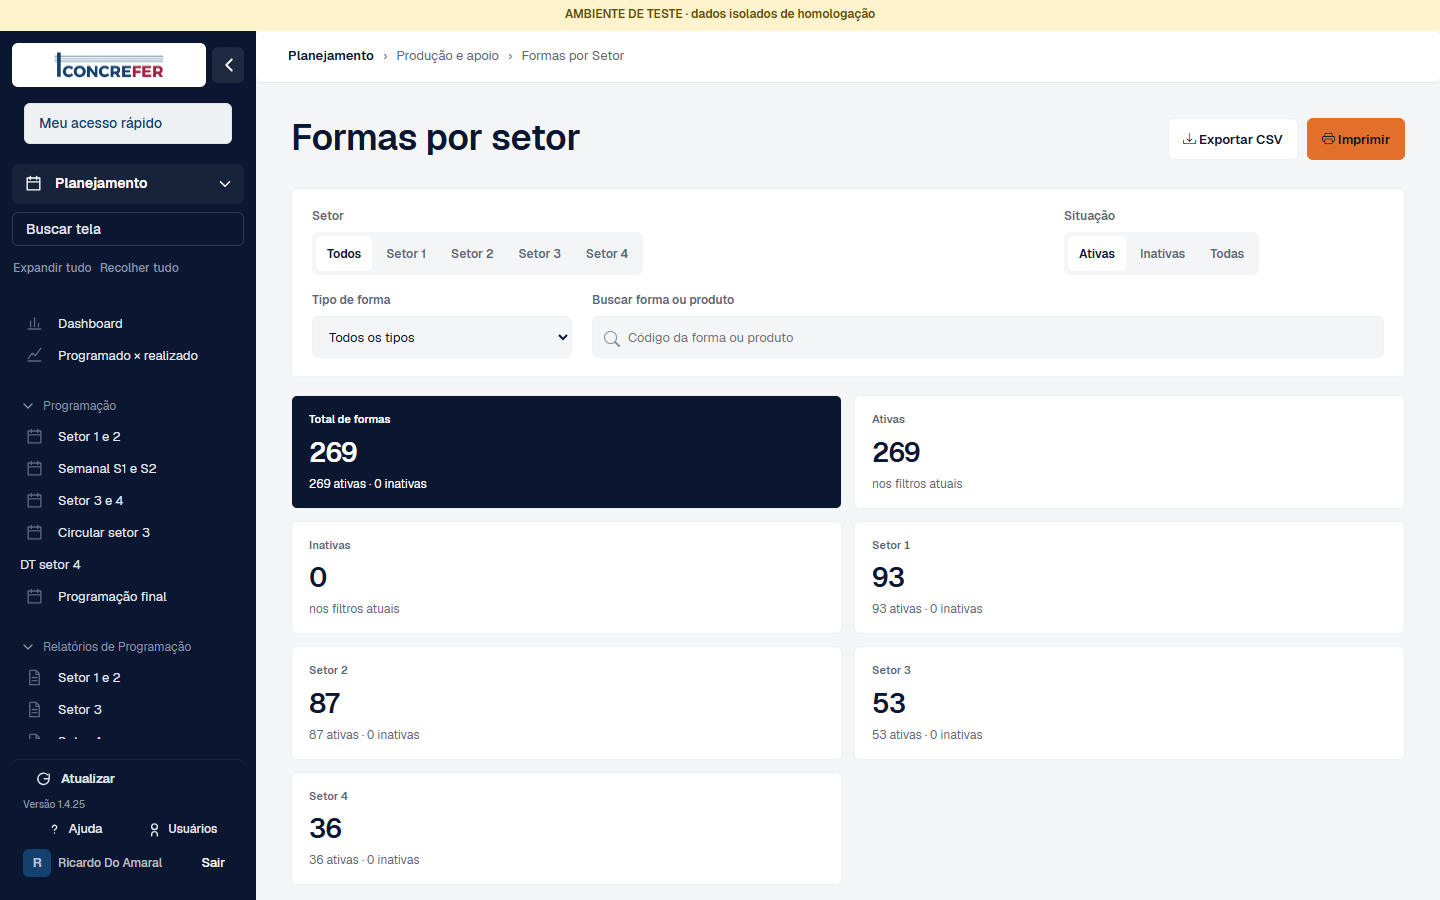 AMBIENTE DE TESTE · dados isolados de homologação
CONCREFER
Meu acesso rápido
Planejamento
Buscar tela
Expandir tudo Recolher tudo
Dashboard
Programado × realizado
Programação
Setor 1 e 2
Semanal S1 e S2
Setor 3 e 4
Circular setor 3
DT setor 4
Programação final
Relatórios de Programação
Setor 1 e 2
Setor 3
Atualizar
Versão 1.4.25
? Ajuda Usuários
R Ricardo Do Amaral Sair
Planejamento › Produção e apoio › Formas por Setor
Formas por setor
Exportar CSV
Imprimir
Setor
Todos Setor 1 Setor 2 Setor 3 Setor 4
Situação
Ativas Inativas Todas
Tipo de forma
Todos os tipos
Buscar forma ou produto
Código da forma ou produto
Total de formas
269
269 ativas · 0 inativas
Ativas
269
nos filtros atuais
Inativas
0
nos filtros atuais
Setor 1
93
93 ativas · 0 inativas
Setor 2
87
87 ativas · 0 inativas
Setor 3
53
53 ativas · 0 inativas
Setor 4
36
36 ativas · 0 inativas